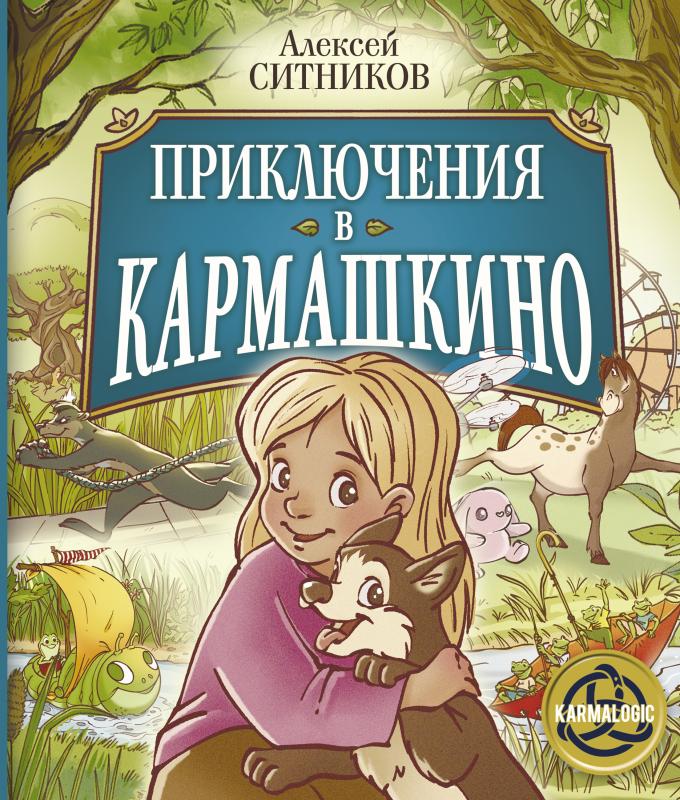 Алексей
СИТНИКОВ
ПРИКЛЮЧЕНИЯ
В
КАРМАШКИНО
KARMALOGIC